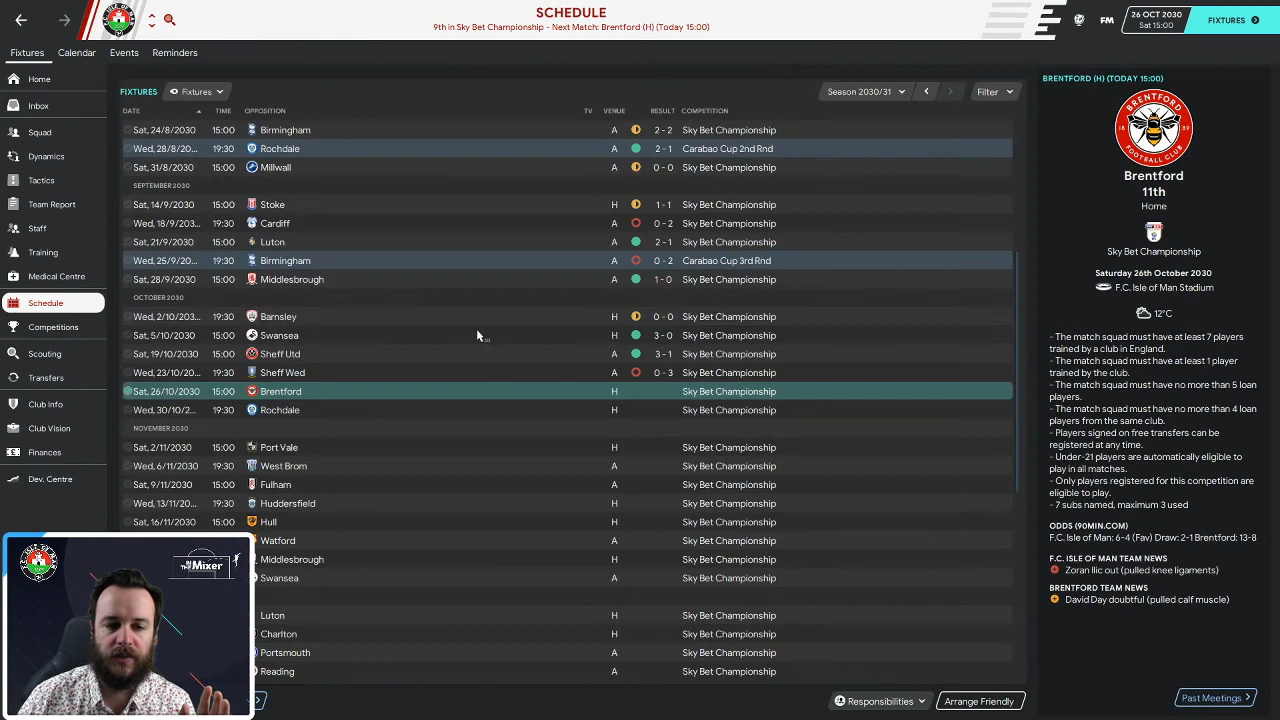 SCHEDULE
9th in Sky Bet Championship - Next Match: Brentford (H) (Today 15:00)
FM
26 OCT 2030
Sat 15:00
FIXTURES
Fixtures
Calendar
Events
Reminders
Home
Inbox
Squad
Dynamics
Tactics
Team Report
Staff
Training
Medical Centre
Schedule
Competitions
Scouting
Transfers
Club Info
Club Vision
Finances
Dev. Centre
FIXTURES
Fixtures
Season 2030/31
Filter
DATE TIME OPPOSITION TV VENUE RESULT COMPETITION
Sat, 24/8/2030 15:00 Birmingham A 2 - 2 Sky Bet Championship
Wed, 28/8/20... 19:30 Rochdale A 2 - 1 Carabao Cup 2nd Rnd
Sat, 31/8/2030 15:00 Millwall A 0 - 0 Sky Bet Championship
SEPTEMBER 2030
Sat, 14/9/2030 15:00 Stoke H 1 - 1 Sky Bet Championship
Wed, 18/9/203... 19:30 Cardiff A 0 - 2 Sky Bet Championship
Sat, 21/9/2030 15:00 Luton A 2 - 1 Sky Bet Championship
Wed, 25/9/20... 19:30 Birmingham A 0 - 2 Carabao Cup 3rd Rnd
Sat, 28/9/2030 15:00 Middlesbrough A 1 - 0 Sky Bet Championship
OCTOBER 2030
Wed, 2/10/203... 19:30 Barnsley H 0 - 0 Sky Bet Championship
Sat, 5/10/2030 15:00 Swansea H 3 - 0 Sky Bet Championship
Sat, 19/10/2030 15:00 Sheff Utd A 3 - 1 Sky Bet Championship
Wed, 23/10/20... 19:30 Sheff Wed A 0 - 3 Sky Bet Championship
Sat, 26/10/2030 15:00 Brentford H Sky Bet Championship
Wed, 30/10/2... 19:30 Rochdale H Sky Bet Championship
NOVEMBER 2030
Sat, 2/11/2030 15:00 Port Vale H Sky Bet Championship
Wed, 6/11/2030 19:30 West Brom A Sky Bet Championship
Sat, 9/11/2030 15:00 Fulham A Sky Bet Championship
Wed, 13/11/20... 19:30 Huddersfield H Sky Bet Championship
Sat, 16/11/2030 15:00 Hull H Sky Bet Championship
Watford A Sky Bet Championship
Middlesbrough H Sky Bet Championship
Swansea A Sky Bet Championship
Luton H Sky Bet Championship
Charlton H Sky Bet Championship
Portsmouth A Sky Bet Championship
Reading A Sky Bet Championship
Responsibilities
Arrange Friendly
BRENTFORD (H) (TODAY 15:00)
BRENTFORD
18 89
FOOTBALL CLUB
Brentford
11th
Home
Sky Bet Championship
Saturday 26th October 2030
F.C. Isle of Man Stadium
12°C
- The match squad must have at least 7 players
trained by a club in England.
- The match squad must have at least 1 player
trained by the club.
- The match squad must have no more than 5 loan
players.
- The match squad must have no more than 4 loan
players from the same club.
- Players signed on free transfers can be
registered at any time.
- Under-21 players are automatically eligible to
play in all matches.
- Only players registered for this competition are
eligible to play.
- 7 subs named, maximum 3 used
ODDS (90MIN.COM)
F.C. Isle of Man: 6-4 (Fav) Draw: 2-1 Brentford: 13-8
F.C. ISLE OF MAN TEAM NEWS
Zoran Ilic out (pulled knee ligaments)
BRENTFORD TEAM NEWS
David Day doubtful (pulled calf muscle)
Past Meetings
The Mixer